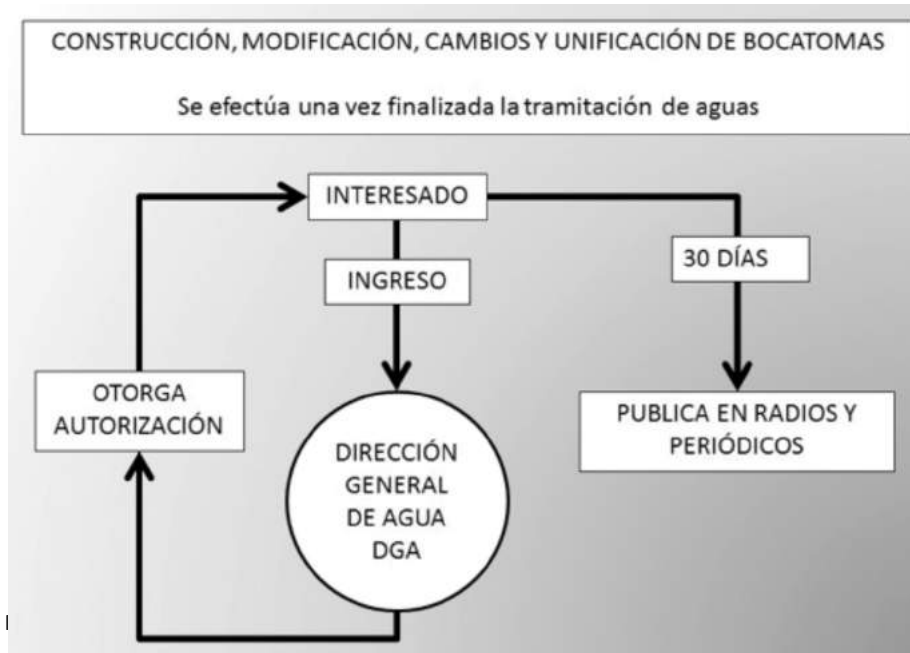 CONSTRUCCIÓN, MODIFICACIÓN, CAMBIOS Y UNIFICACIÓN DE BOCATOMAS
Se efectúa una vez finalizada la tramitación de aguas
INTERESADO
30 DÍAS
INGRESO
OTORGA
AUTORIZACIÓN
PUBLICA EN RADIOS Y
PERIÓDICOS
DIRECCIÓN
GENERAL
DE AGUA
DGA